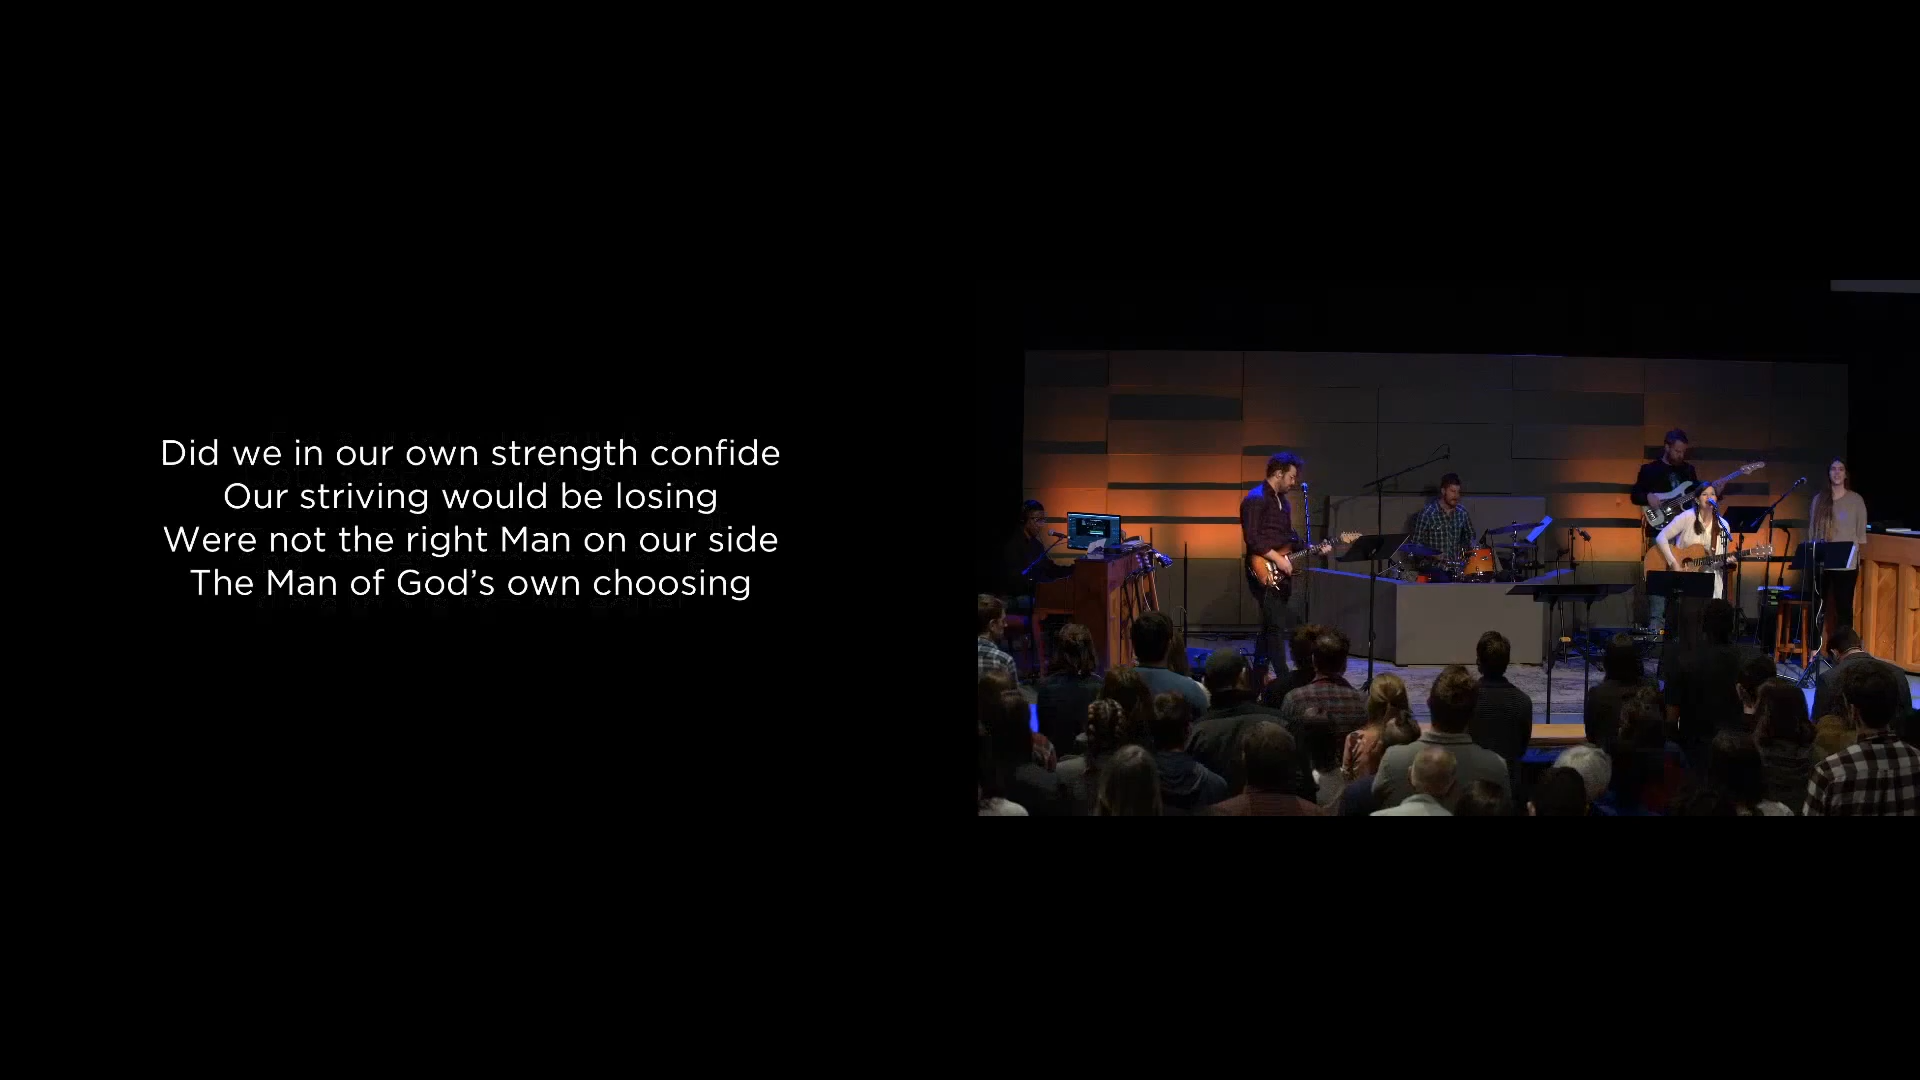 Did we in our own strength confide
Our striving would be losing
Were not the right Man on our side
The Man of God’s own choosing